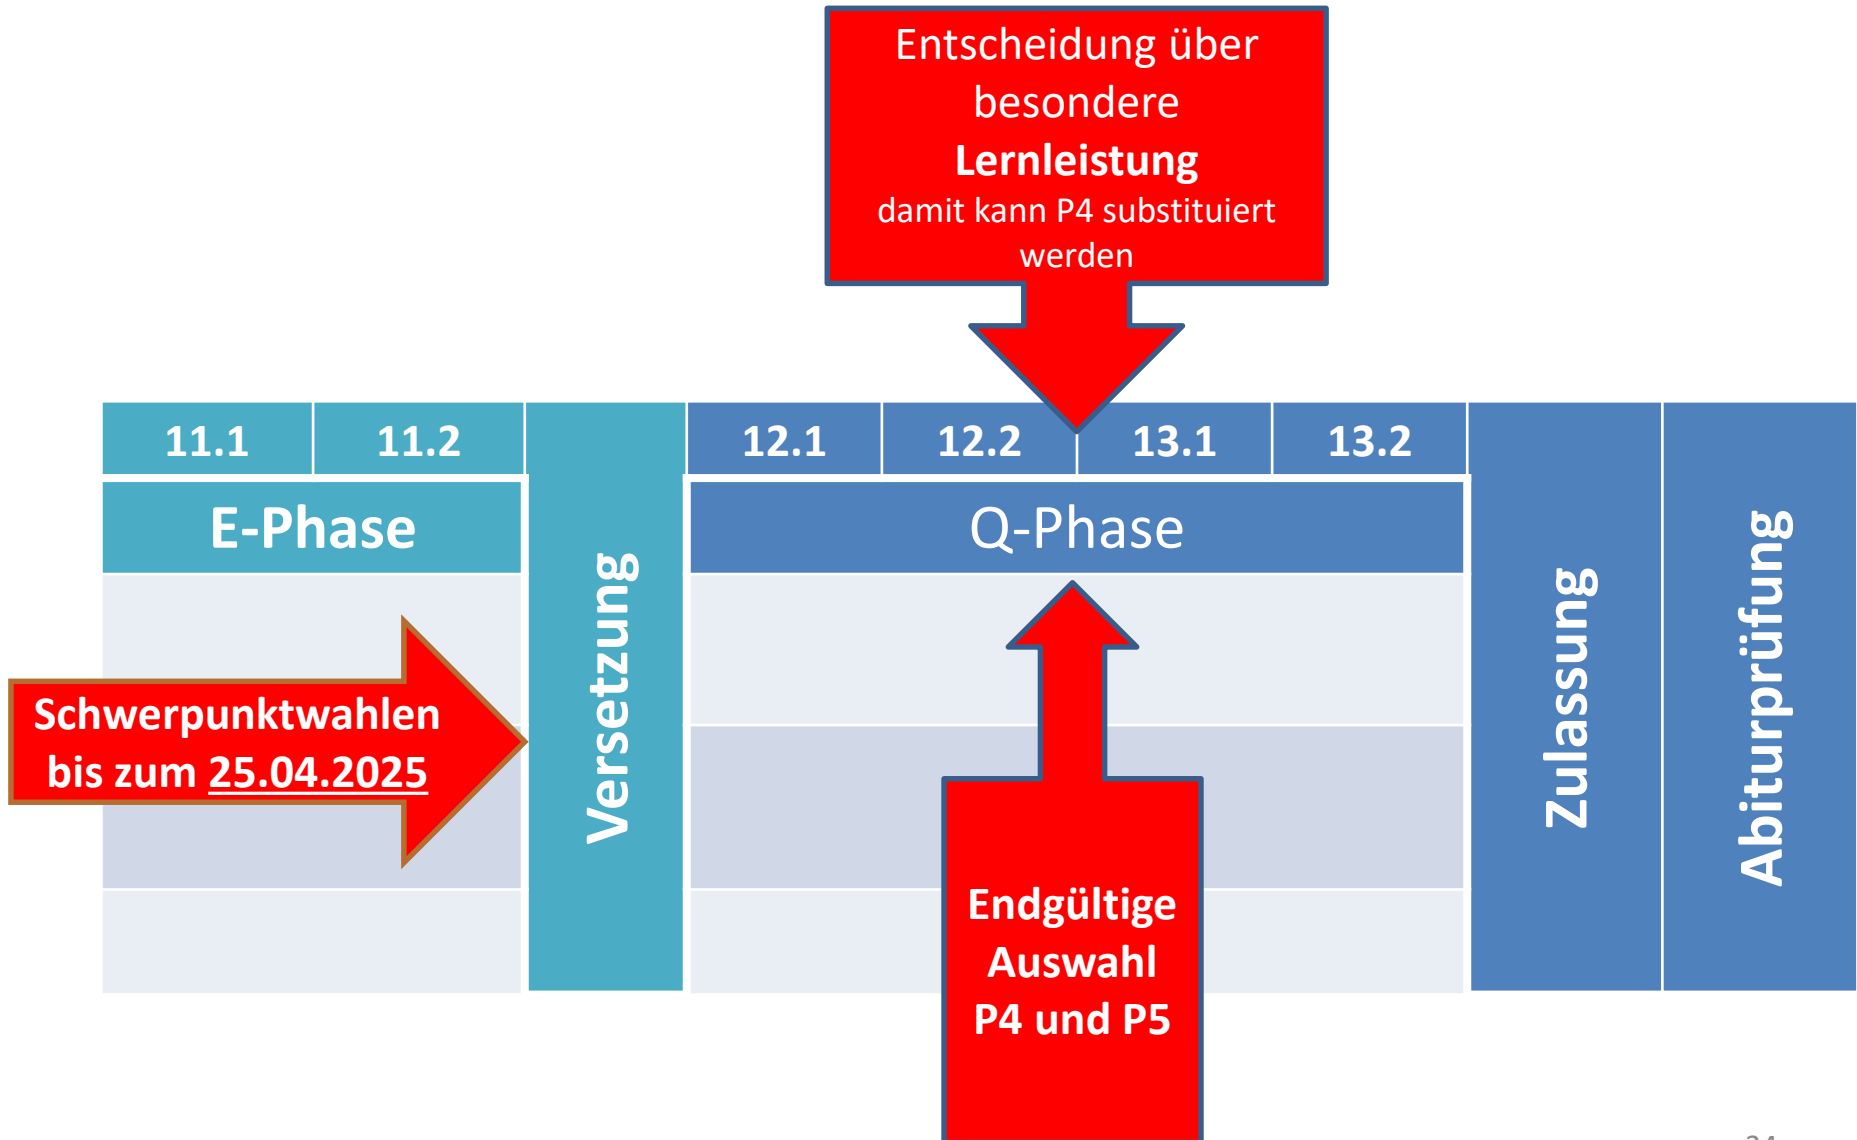 Entscheidung über
besondere
Lernleistung
damit kann P4 substituiert
werden
11.1 11.2 12.1 12.2 13.1 13.2
E-Phase Q-Phase
Versetzung
Zulassung
Abiturprüfung
Schwerpunktwahlen
bis zum 25.04.2025
Endgültige
Auswahl
P4 und P5